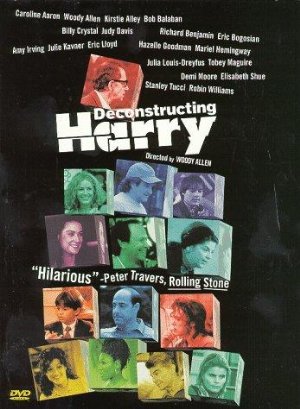 Caroline Aaron Woody Allen Kirstie Alley Bob Balaban
Billy Crystal Judy Davis Richard Benjamin Eric Bogosian
Amy Irving Julie Kavner Eric Lloyd Hazelle Goodman Mariel Hemingway
Julia Louis-Dreyfus Tobey Maguire
Demi Moore Elisabeth Shue
Stanley Tucci Robin Williams
Deconstructing
Harry
Directed by WOODY ALLEN
"Hilarious" -Peter Travers, Rolling Stone
DVD